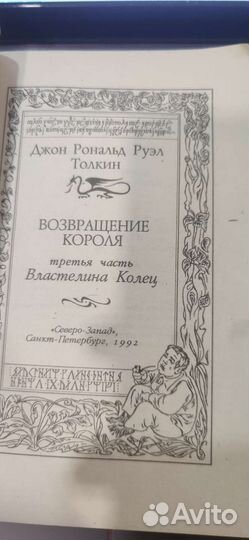 Джон Рональд Руэл
Толкин
ВОЗВРАЩЕНИЕ
КОРОЛЯ
третья часть
Властелина Колец
«Северо-Запад»,
Санкт-Петербург, 1992
Avito